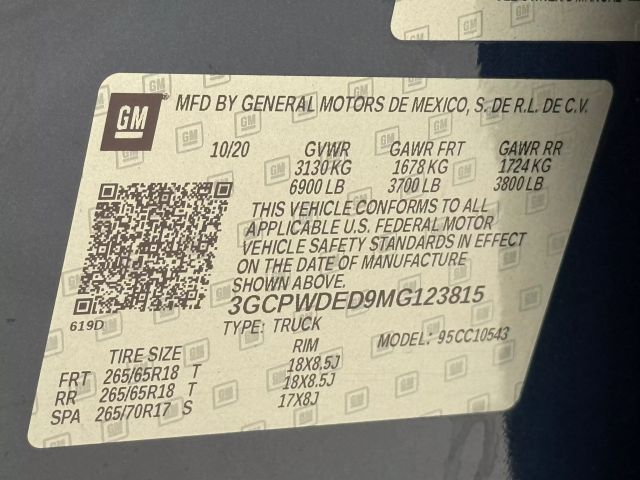 GM
MFD BY GENERAL MOTORS DE MEXICO, S. DE R.L. DE C.V.
10/20 GVWR GAWR FRT GAWR RR
3130 KG 1678 KG 1724 KG
6900 LB 3700 LB 3800 LB
THIS VEHICLE CONFORMS TO ALL
APPLICABLE U.S. FEDERAL MOTOR
VEHICLE SAFETY STANDARDS IN EFFECT
ON THE DATE OF MANUFACTURE
SHOWN ABOVE.
3GCPWDED9MG123815
619D
TYPE: TRUCK
MODEL: 95CC10543
TIRE SIZE RIM
FRT 265/65R18 T 18X8.5J
RR 265/65R18 T 18X8.5J
SPA 265/70R17 S 17X8J